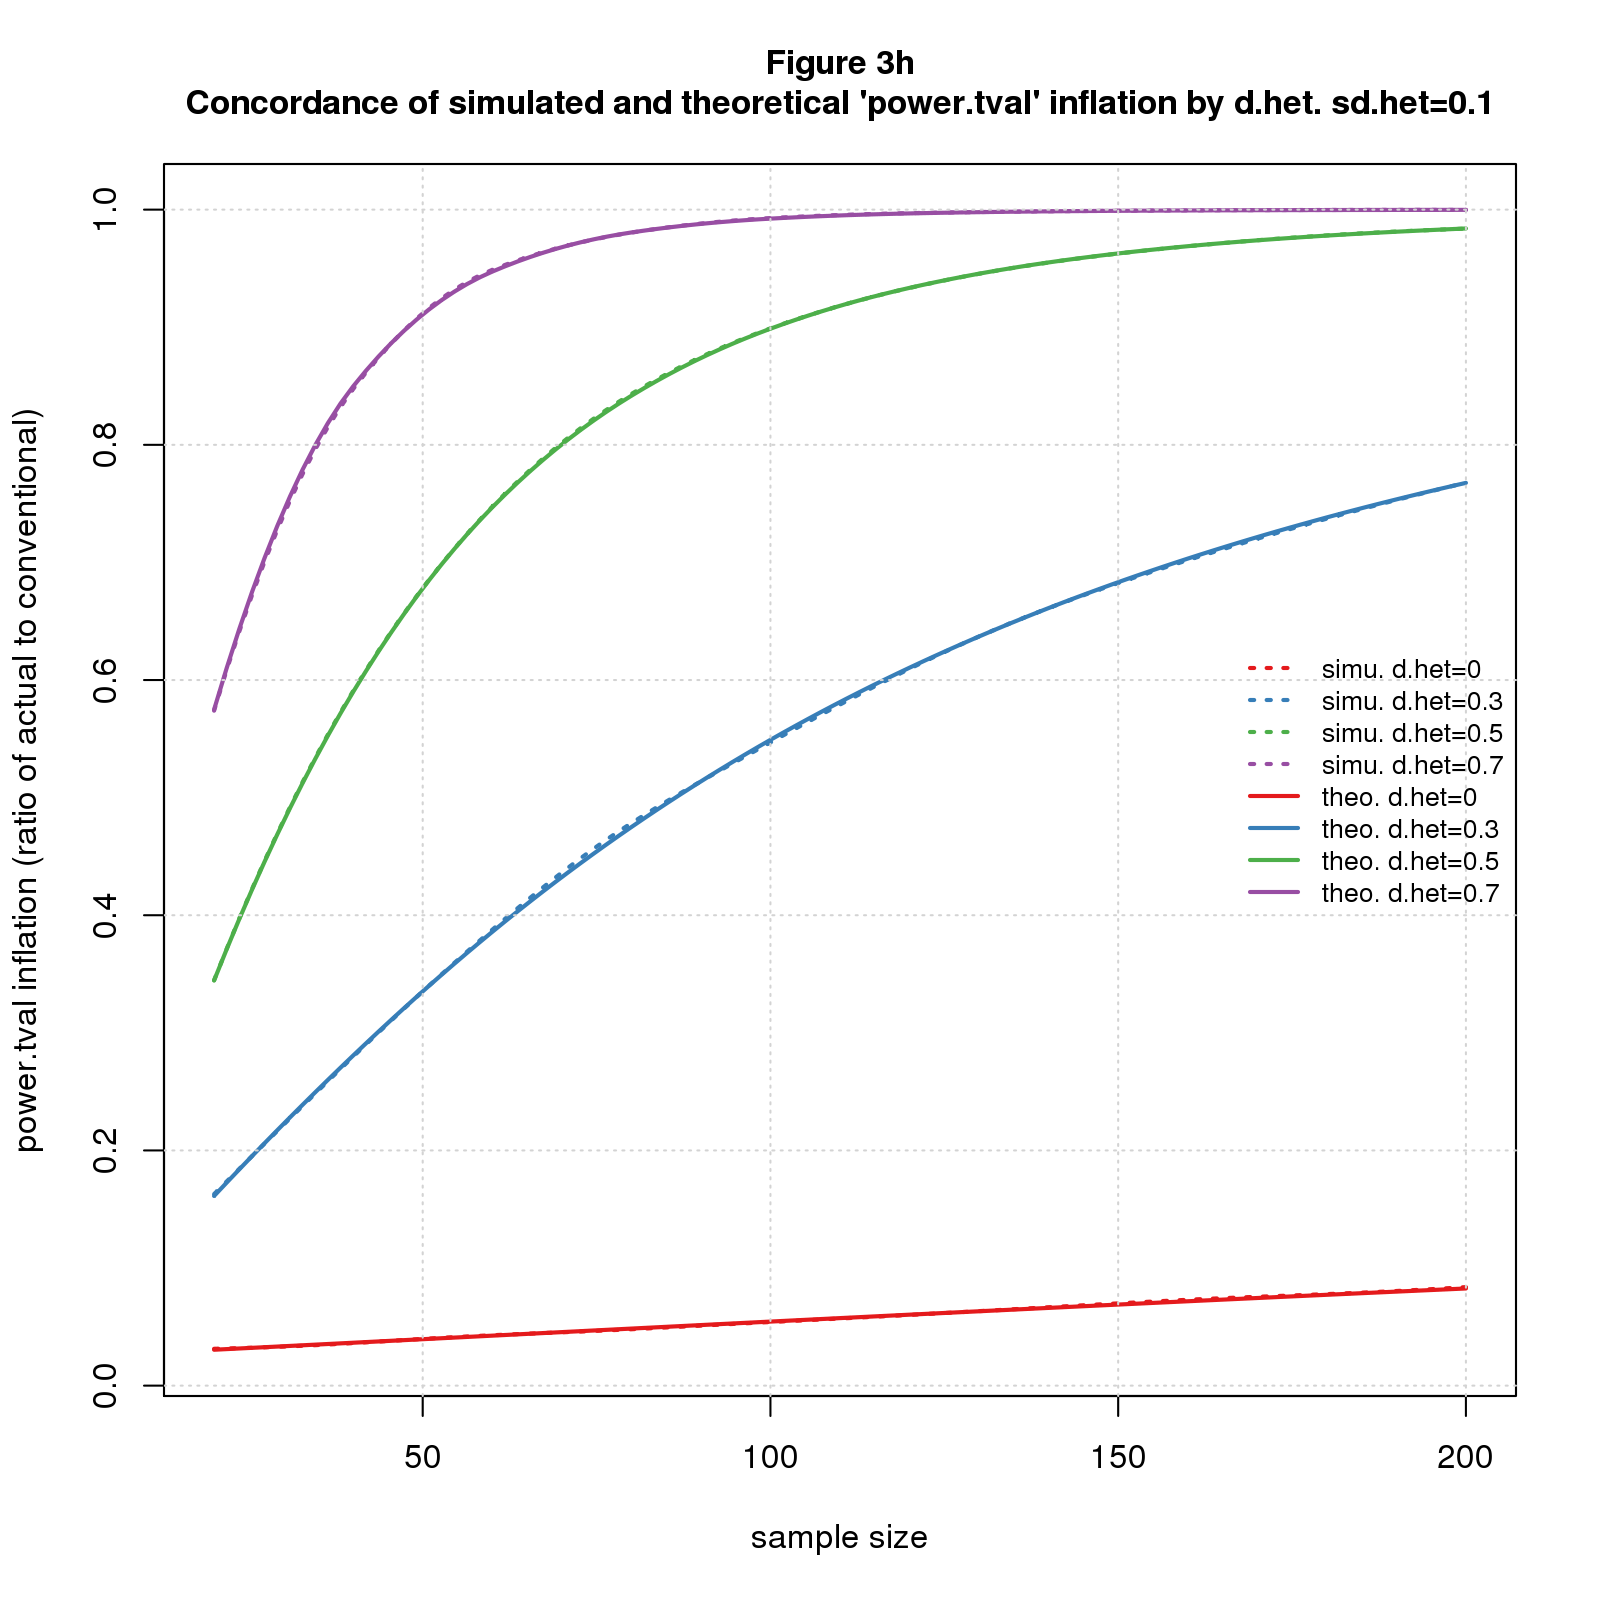 Figure 3h
Concordance of simulated and theoretical 'power.tval' inflation by d.het. sd.het=0.1
power.tval inflation (ratio of actual to conventional)
1.0
0.8
0.6
0.4
0.2
0.0
simu. d.het=0
simu. d.het=0.3
simu. d.het=0.5
simu. d.het=0.7
theo. d.het=0
theo. d.het=0.3
theo. d.het=0.5
theo. d.het=0.7
50 100 150 200
sample size